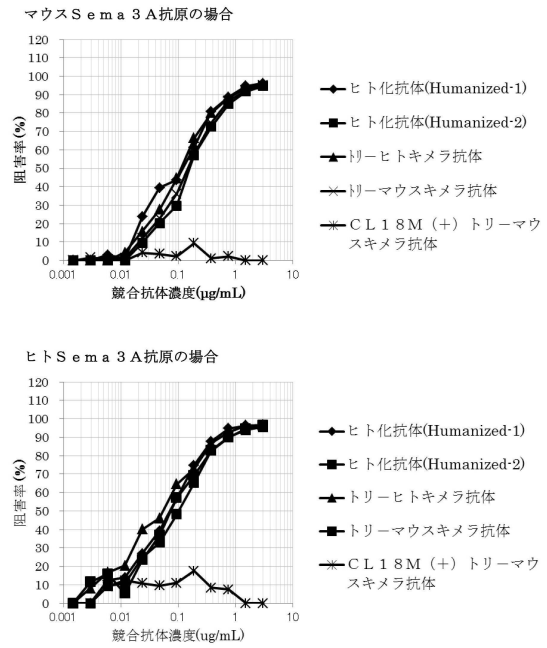 マウスＳｅｍａ３Ａ抗原の場合
120
110
100
90
80
70
60
50
40
30
20
10
0
阻害率(%)
0.001
0.01
0.1
1
10
競合抗体濃度(µg/mL)
ヒト化抗体(Humanized-1)
ヒト化抗体(Humanized-2)
ﾄﾘ－ヒトキメラ抗体
ﾄﾘ－マウスキメラ抗体
ＣＬ１８Ｍ（＋）トリ－マウ
スキメラ抗体
ヒトＳｅｍａ３Ａ抗原の場合
120
110
100
90
80
70
60
50
40
30
20
10
0
阻害率(%)
0.001
0.01
0.1
1
10
競合抗体濃度(ug/mL)
ヒト化抗体(Humanized-1)
ヒト化抗体(Humanized-2)
トリ－ヒトキメラ抗体
トリ－マウスキメラ抗体
ＣＬ１８Ｍ（＋）トリ－マウ
スキメラ抗体